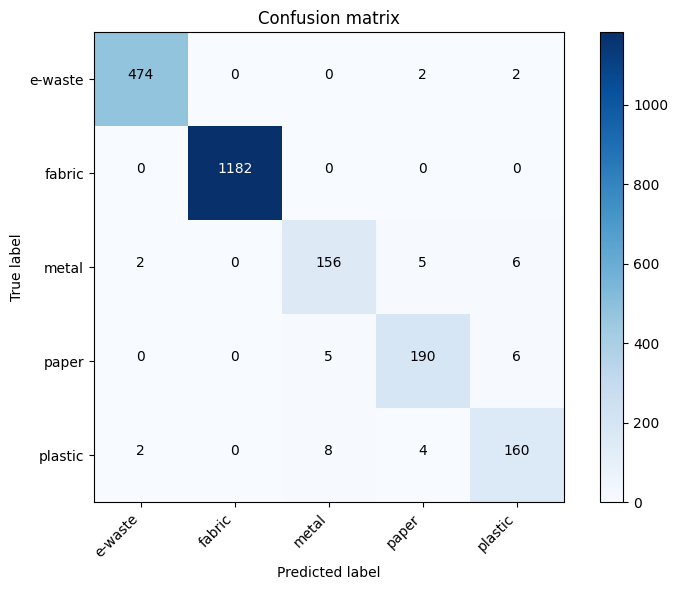 Confusion matrix
e-waste 474 0 0 2 2
fabric 0 1182 0 0 0
metal 2 0 156 5 6
paper 0 0 5 190 6
plastic 2 0 8 4 160
True label
e-waste fabric metal paper plastic
Predicted label
1000
800
600
400
200
0